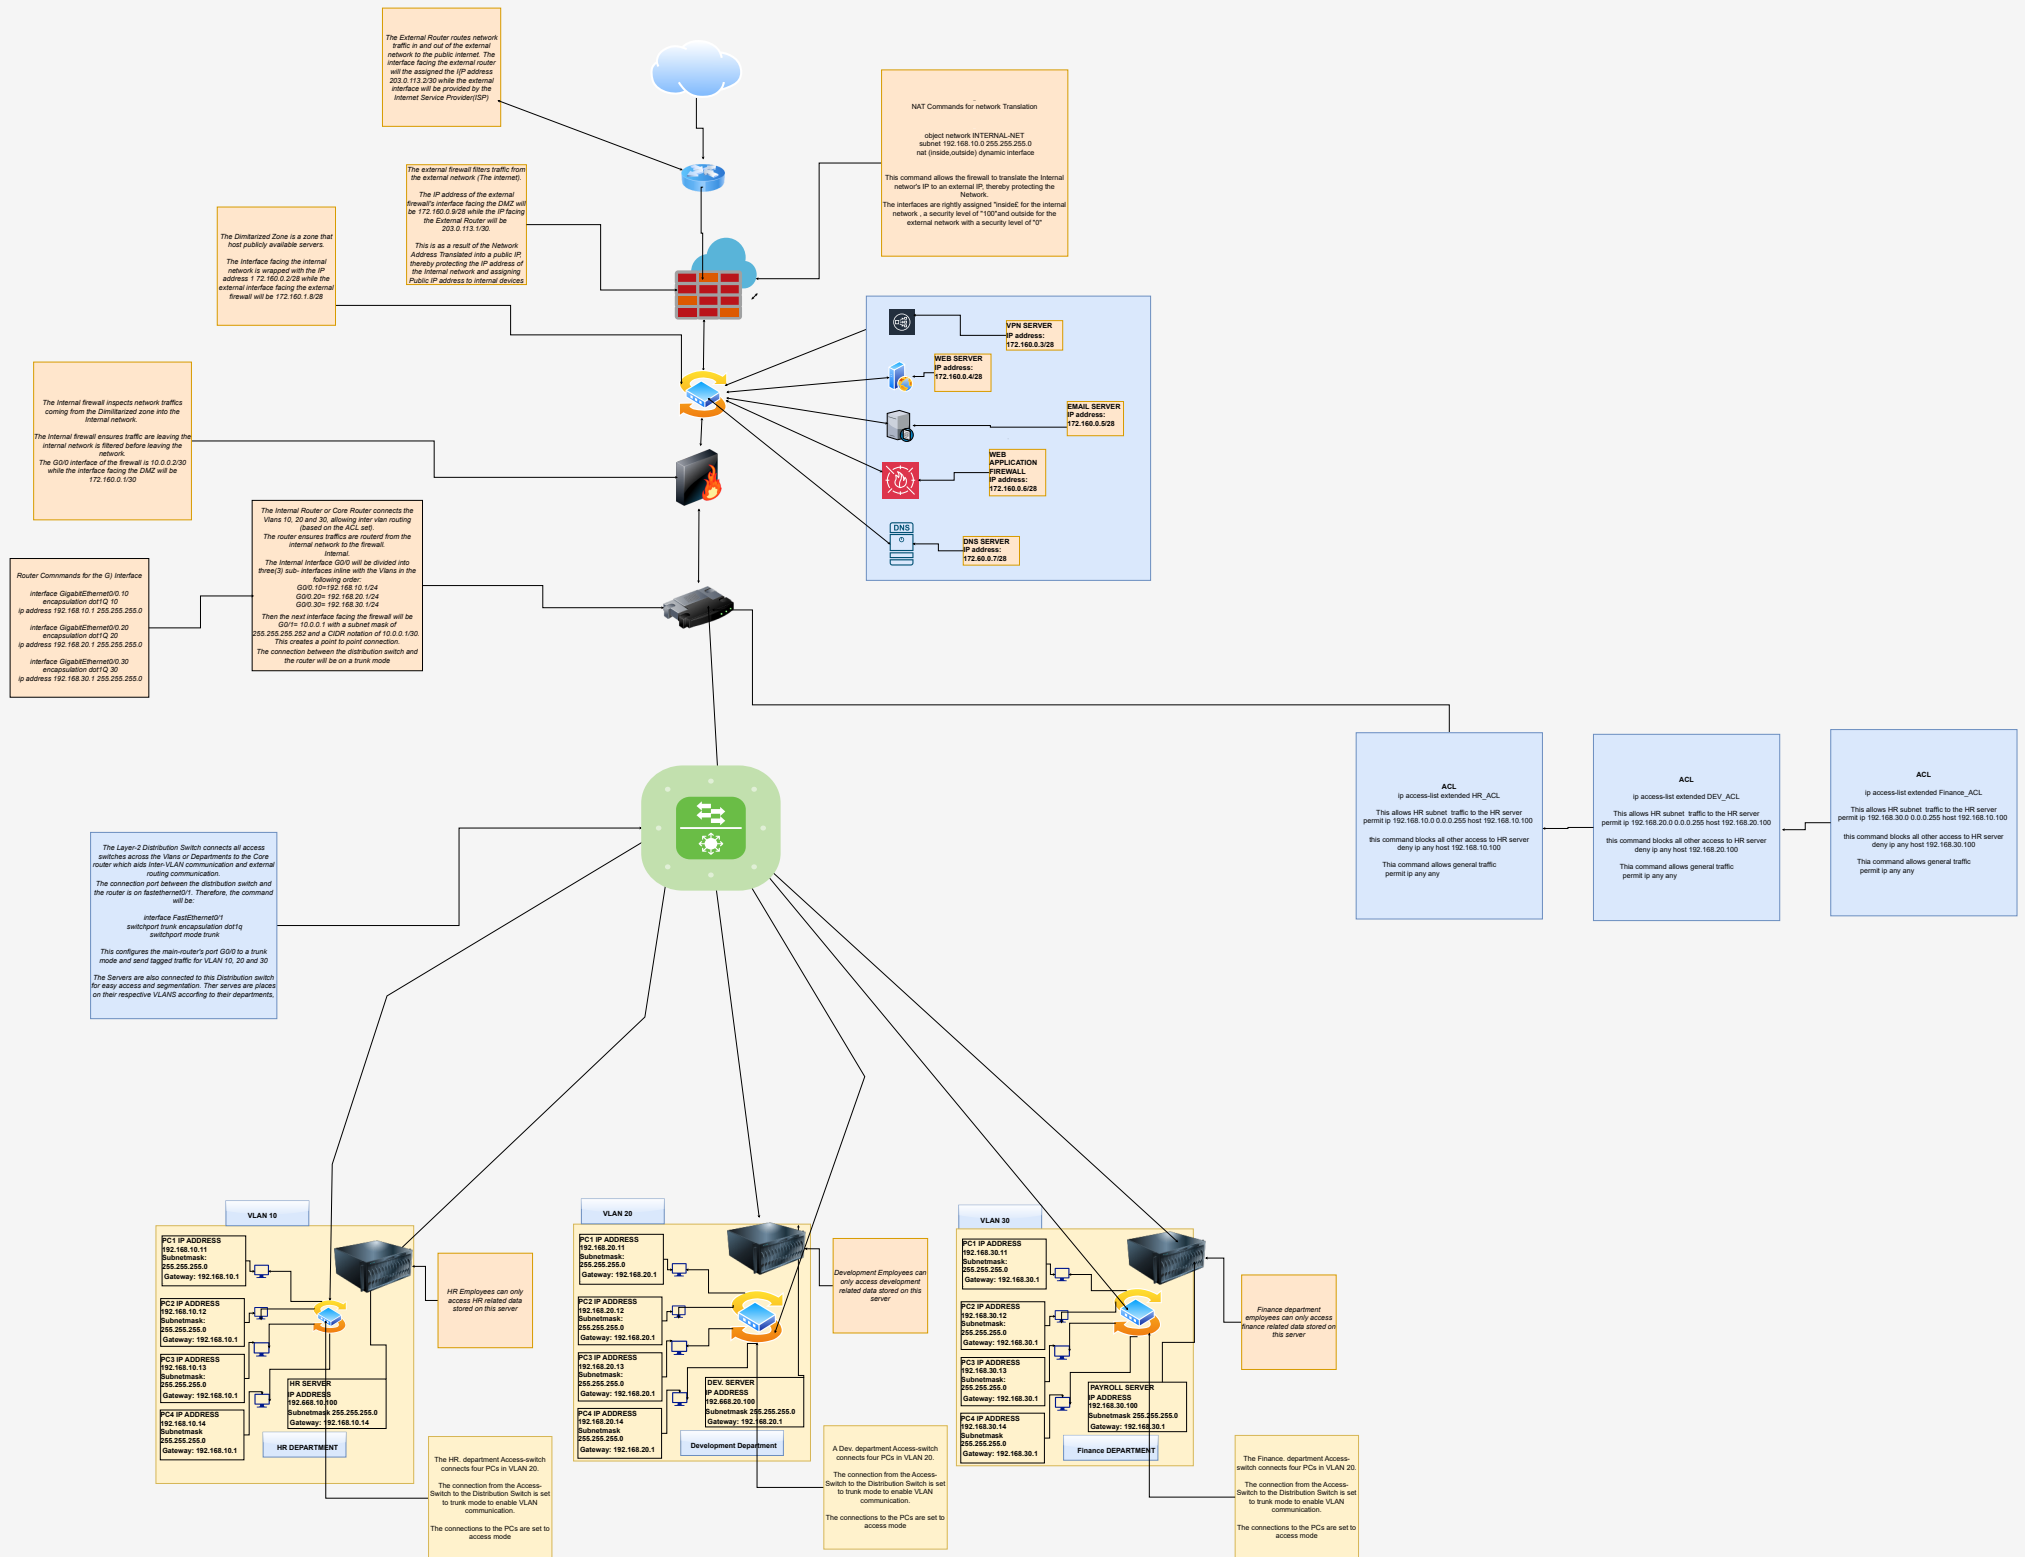 The External Router routes network
traffic in and out of the external
network to the public internet. The
interface facing the external router
will the assigned the I{P address
203.0.113.2/30 while the external
interface will be provided by the
Internet Service Provider(ISP)
NAT Commands for network Translation
object network INTERNAL-NET
subnet 192.168.10.0 255.255.255.0
nat (inside,outside) dynamic interface
This command allows the firewall to translate the Internal
networ's IP to an external IP, thereby protecting the
Network.
The interfaces are rightly assigned "inside£ for the internal
network , a security level of "100"and outside for the
external network with a security level of "0"
The external firewall filters traffic from
the external network (The internet).
The IP address of the external
firewall's interface facing the DMZ will
be 172.160.0.9/28 while the IP facing
the External Router will be
203.0.113.1/30.
This is as a result of the Network
Address Translated into a public IP,
thereby protecting the IP address of
the Internal network and assigning
Public IP address to internal devices
The Dimitarized Zone is a zone that
host publicly available servers.
The Interface facing the internal
network is wrapped with the IP
address 1 72.160.0.2/28 while the
external interface facing the external
firewall will be 172.160.1.8/28
VPN SERVER
IP address:
172.160.0.3/28
WEB SERVER
IP address:
172.160.0.4/28
EMAIL SERVER
IP address:
172.160.0.5/28
WEB
APPLICATION
FIREWALL
IP address:
172.160.0.6/28
DNS
DNS SERVER
IP address:
172.60.0.7/28
The Internal firewall inspects network traffics
coming from the Dimilitarized zone into the
Internal network.
The Internal firewall ensures traffic are leaving the
internal network is filtered before leaving the
network.
The G0/0 interface of the firewall is 10.0.0.2/30
while the interface facing the DMZ will be
172.160.0.1/30
The Internal Router or Core Router connects the
Vlans 10, 20 and 30, allowing inter vlan routing
(based on the ACL set).
The router ensures traffics are routerd from the
internal network to the firewall.
Internal.
The Internal Interface G0/0 will be divided into
three(3) sub- interfaces inline with the Vlans in the
following order:
G0/0.10=192.168.10.1/24
G0/0.20= 192.168.20.1/24
G0/0.30= 192.168.30.1/24
Then the next interface facing the firewall will be
G0/1= 10.0.0.1 with a subnet mask of
255.255.255.252 and a CIDR notation of 10.0.0.1/30.
This creates a point to point connection.
The connection between the distribution switch and
the router will be on a trunk mode
Router Comnmands for the G) Interface
interface GigabitEthernet0/0.10
encapsulation dot1Q 10
ip address 192.168.10.1 255.255.255.0
interface GigabitEthernet0/0.20
encapsulation dot1Q 20
ip address 192.168.20.1 255.255.255.0
interface GigabitEthernet0/0.30
encapsulation dot1Q 30
ip address 192.168.30.1 255.255.255.0
ACL
ip access-list extended HR_ACL
This allows HR subnet  traffic to the HR server
permit ip 192.168.10.0 0.0.0.255 host 192.168.10.100
this command blocks all other access to HR server
deny ip any host 192.168.10.100
Thia command allows general traffic
permit ip any any
ACL
ip access-list extended DEV_ACL
This allows HR subnet  traffic to the HR server
permit ip 192.168.20.0 0.0.0.255 host 192.168.20.100
this command blocks all other access to HR server
deny ip any host 192.168.20.100
Thia command allows general traffic
permit ip any any
ACL
ip access-list extended Finance_ACL
This allows HR subnet  traffic to the HR server
permit ip 192.168.30.0 0.0.0.255 host 192.168.10.100
this command blocks all other access to HR server
deny ip any host 192.168.30.100
Thia command allows general traffic
permit ip any any
The Layer-2 Distribution Switch connects all access
switches across the Vlans or Departments to the Core
router which aids Inter-VLAN communication and external
routing communication.
The connection port between the distribution switch and
the router is on fastethernet0/1. Therefore, the command
will be:
interface FastEthernet0/1
switchport trunk encapsulation dot1q
switchport mode trunk
This configures the main-router's port G0/0 to a trunk
mode and send tagged traffic for VLAN 10, 20 and 30
The Servers are also connected to this Distribution switch
for easy access and segmentation. Ther serves are places
on their respective VLANS accorfing to their departments,
VLAN 10
PC1 IP ADDRESS
192.168.10.11
Subnetmask:
255.255.255.0
Gateway: 192.168.10.1
PC2 IP ADDRESS
192.168.10.12
Subnetmask:
255.255.255.0
Gateway: 192.168.10.1
PC3 IP ADDRESS
192.168.10.13
Subnetmask:
255.255.255.0
Gateway: 192.168.10.1
PC4 IP ADDRESS
192.168.10.14
Subnetmask
255.255.255.0
Gateway: 192.168.10.1
HR SERVER
IP ADDRESS
192.668.10.100
Subnetmask 255.255.255.0
Gateway: 192.168.10.14
HR DEPARTMENT
HR Employees can only
access HR related data
stored on this server
The HR. department Access-switch
connects four PCs in VLAN 20.
The connection from the Access-
Switch to the Distribution Switch is set
to trunk mode to enable VLAN
communication.
The connections to the PCs are set to
access mode
VLAN 20
PC1 IP ADDRESS
192.168.20.11
Subnetmask:
255.255.255.0
Gateway: 192.168.20.1
PC2 IP ADDRESS
192.168.20.12
Subnetmask:
255.255.255.0
Gateway: 192.168.20.1
PC3 IP ADDRESS
192.168.20.13
Subnetmask:
255.255.255.0
Gateway: 192.168.20.1
PC4 IP ADDRESS
192.168.20.14
Subnetmask
255.255.255.0
Gateway: 192.168.20.1
DEV. SERVER
IP ADDRESS
192.668.20.100
Subnetmask 255.255.255.0
Gateway: 192.168.20.1
Development Department
Development Employees can
only access development
related data stored on this
server
A Dev. department Access-switch
connects four PCs in VLAN 20.
The connection from the Access-
Switch to the Distribution Switch is set
to trunk mode to enable VLAN
communication.
The connections to the PCs are set to
access mode
VLAN 30
PC1 IP ADDRESS
192.168.30.11
Subnetmask:
255.255.255.0
Gateway: 192.168.30.1
PC2 IP ADDRESS
192.168.30.12
Subnetmask:
255.255.255.0
Gateway: 192.168.30.1
PC3 IP ADDRESS
192.168.30.13
Subnetmask:
255.255.255.0
Gateway: 192.168.30.1
PC4 IP ADDRESS
192.168.30.14
Subnetmask
255.255.255.0
Gateway: 192.168.30.1
PAYROLL SERVER
IP ADDRESS
192.168.30.100
Subnetmask 255.255.255.0
Gateway: 192.168.30.1
Finance DEPARTMENT
Finance department
employees can only access
finance related data stored on
this server
The Finance. department Access-
switch connects four PCs in VLAN 20.
The connection from the Access-
Switch to the Distribution Switch is set
to trunk mode to enable VLAN
communication.
The connections to the PCs are set to
access mode